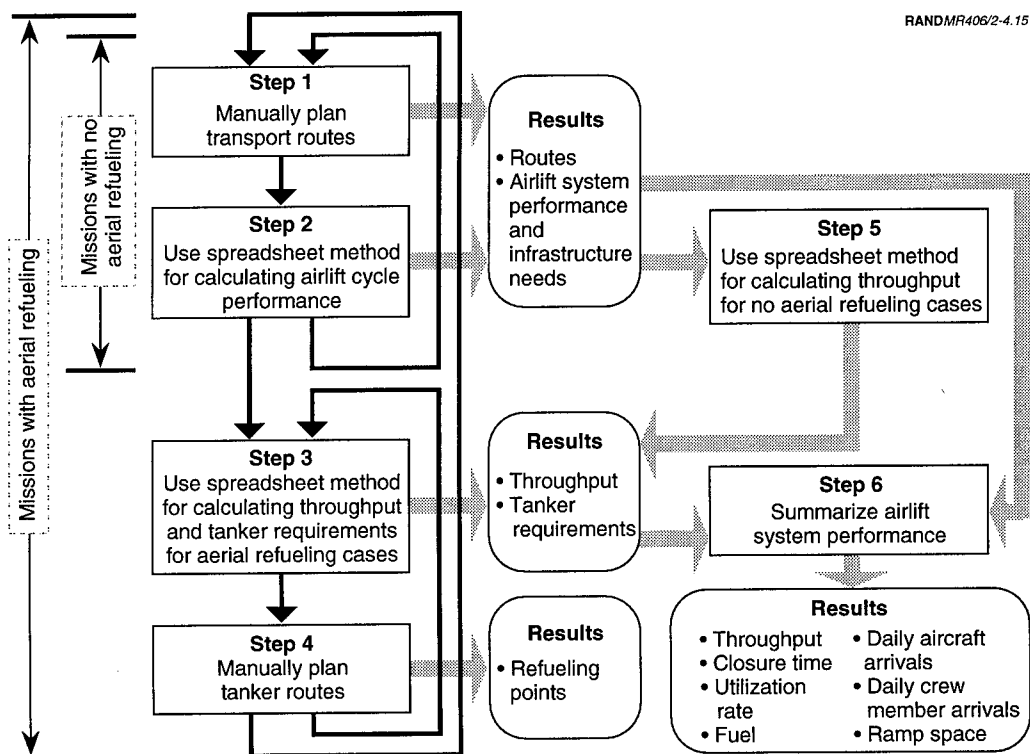 RANDMR406/2-4.15
Missions with aerial refueling
Missions with no
aerial refueling
Step 1
Manually plan
transport routes
Step 2
Use spreadsheet method
for calculating airlift cycle
performance
Step 3
Use spreadsheet method
for calculating throughput
and tanker requirements
for aerial refueling cases
Step 4
Manually plan
tanker routes
Results
• Routes
• Airlift system
performance
and
infrastructure
needs
Results
• Throughput
• Tanker
requirements
Results
• Refueling
points
Step 5
Use spreadsheet method
for calculating throughput
for no aerial refueling cases
Step 6
Summarize airlift
system performance
Results
• Throughput
• Closure time
• Utilization
rate
• Fuel
• Daily aircraft
arrivals
• Daily crew
member arrivals
• Ramp space